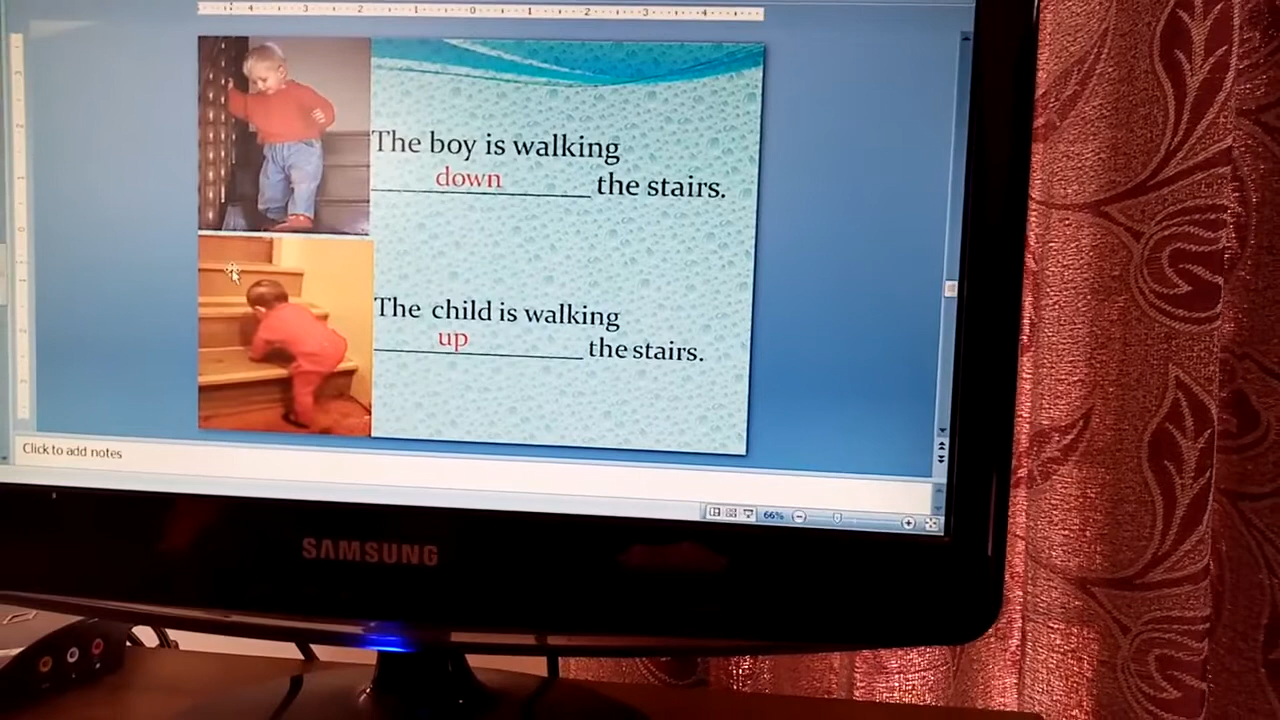 The boy is walking
down the stairs.
The child is walking
up the stairs.
Click to add notes
66%
SAMSUNG